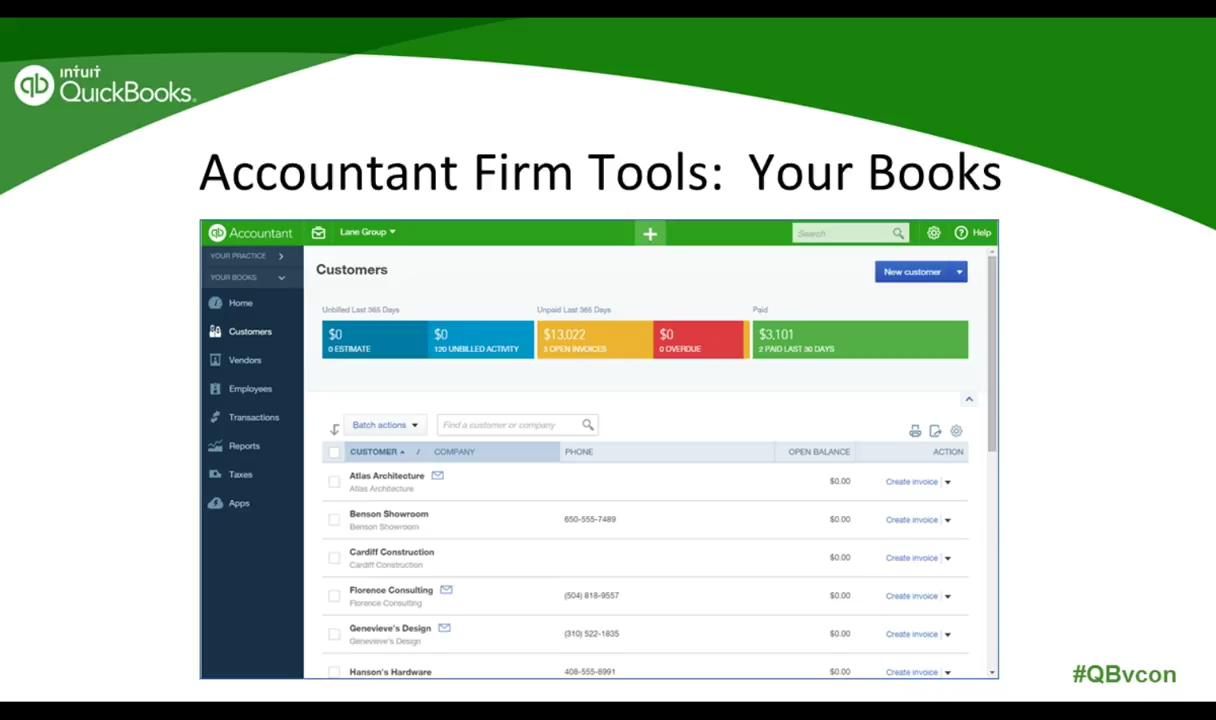 ıntuıt
qb QuickBooks.
Accountant Firm Tools: Your Books
qb Accountant Lane Group + Search Help
YOUR PRACTICE
YOUR BOOKS
Home
Customers
Vendors
Employees
Transactions
Reports
Taxes
Apps
Customers
New customer
Unbilled Last 365 Days Unpaid Last 365 Days Paid
$0 $0 $13,022 $0 $3,101
0 ESTIMATE 120 UNBILLED ACTIVITY 3 OPEN INVOICES 0 OVERDUE 2 PAID LAST 30 DAYS
Batch actions Find a customer or company
CUSTOMER / COMPANY PHONE OPEN BALANCE ACTION
Atlas Architecture $0.00 Create invoice
Atlas Architecture
Benson Showroom 650-555-7489 $0.00 Create invoice
Benson Showroom
Cardiff Construction $0.00 Create invoice
Cardiff Construction
Florence Consulting (504) 818-9557 $0.00 Create invoice
Florence Consulting
Genevieve's Design (310) 522-1835 $0.00 Create invoice
Genevieve's Design
Hanson's Hardware 408-555-8991 $0.00 Create invoice
#QBvcon